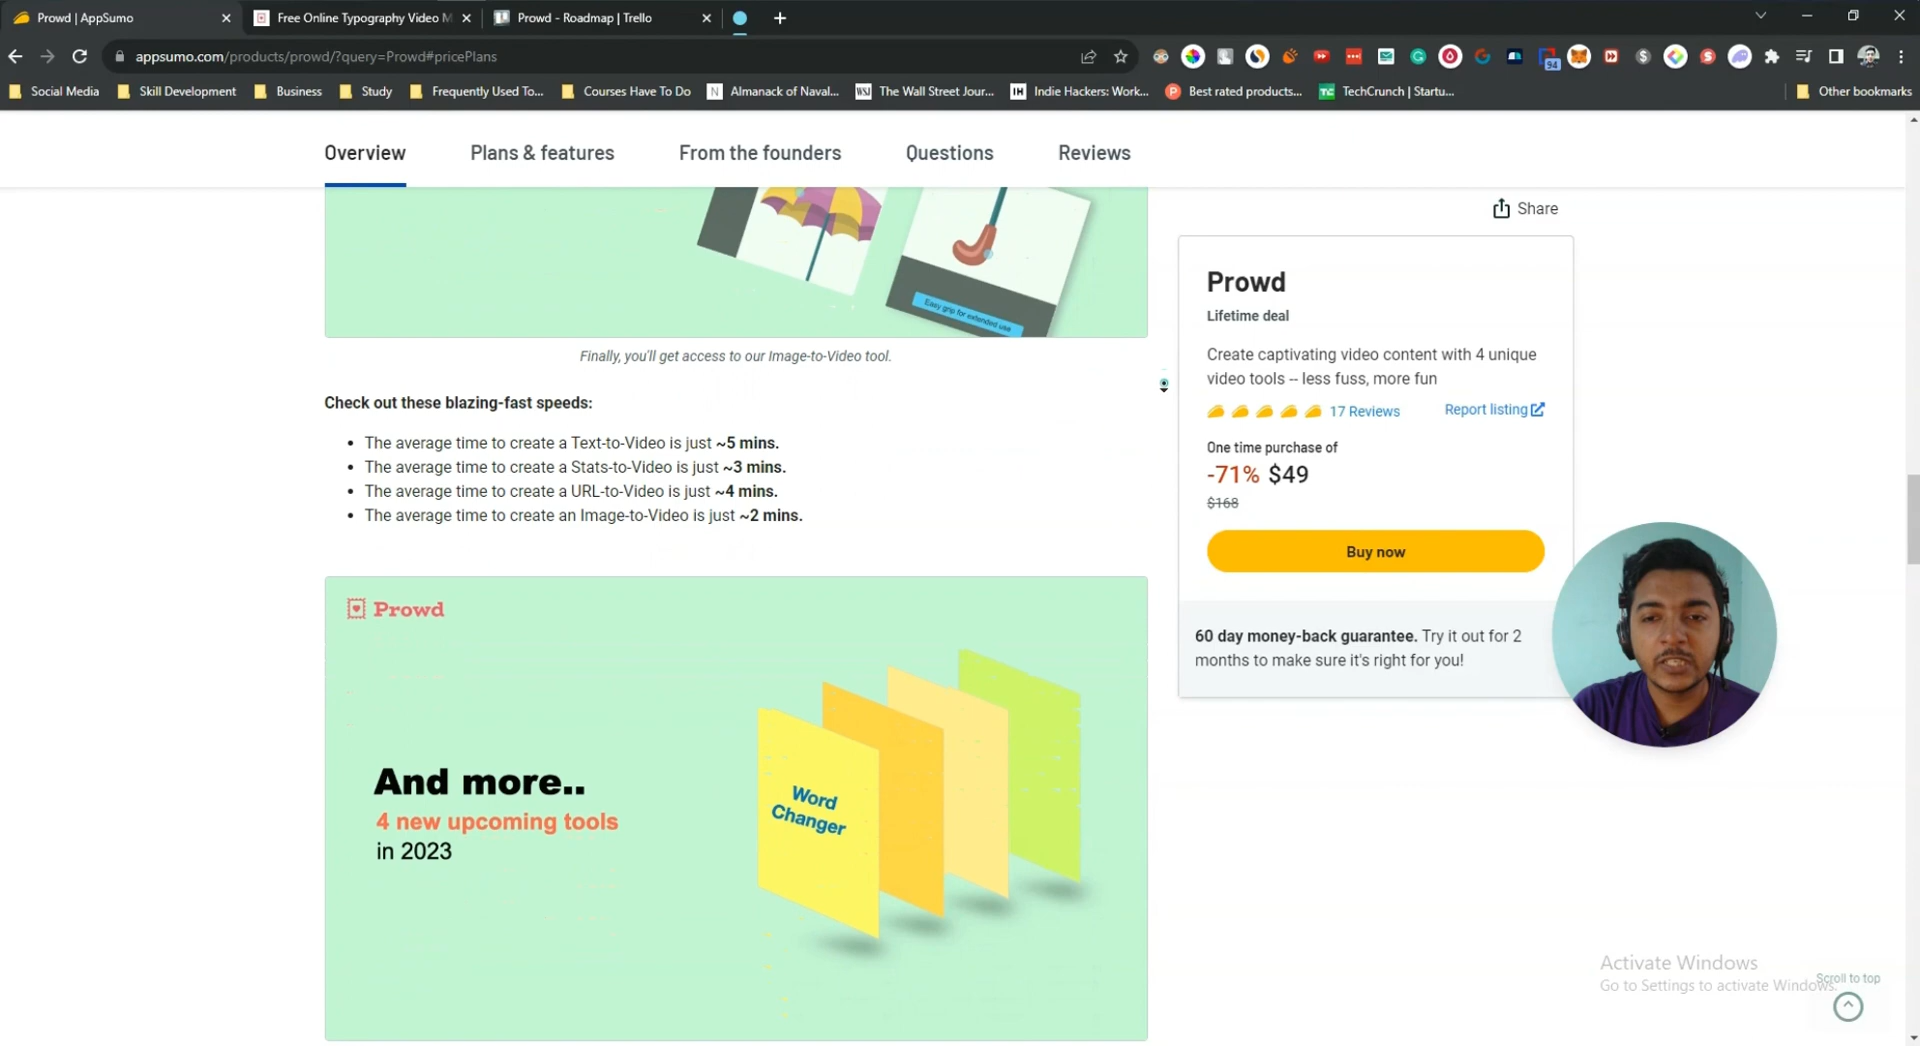 Prowd | AppSumo
Free Online Typography Video M
Prowd - Roadmap | Trello
appsumo.com/products/prowd/?query=Prowd#pricePlans
94
Social Media
Skill Development
Business
Study
Frequently Used To...
Courses Have To Do
N Almanack of Naval...
WSJ The Wall Street Jour...
IH Indie Hackers: Work...
P Best rated products...
TC TechCrunch | Startu...
Other bookmarks
Overview
Plans & features
From the founders
Questions
Reviews
Share
Easy grip for extended use
Finally, you'll get access to our Image-to-Video tool.
Check out these blazing-fast speeds:
• The average time to create a Text-to-Video is just ~5 mins.
• The average time to create a Stats-to-Video is just ~3 mins.
• The average time to create a URL-to-Video is just ~4 mins.
• The average time to create an Image-to-Video is just ~2 mins.
Prowd
And more..
4 new upcoming tools
in 2023
Word
Changer
Prowd
Lifetime deal
Create captivating video content with 4 unique
video tools -- less fuss, more fun
17 Reviews
Report listing
One time purchase of
-71% $49
$168
Buy now
60 day money-back guarantee. Try it out for 2
months to make sure it's right for you!
Activate Windows
Go to Settings to activate Windows.
Scroll to top